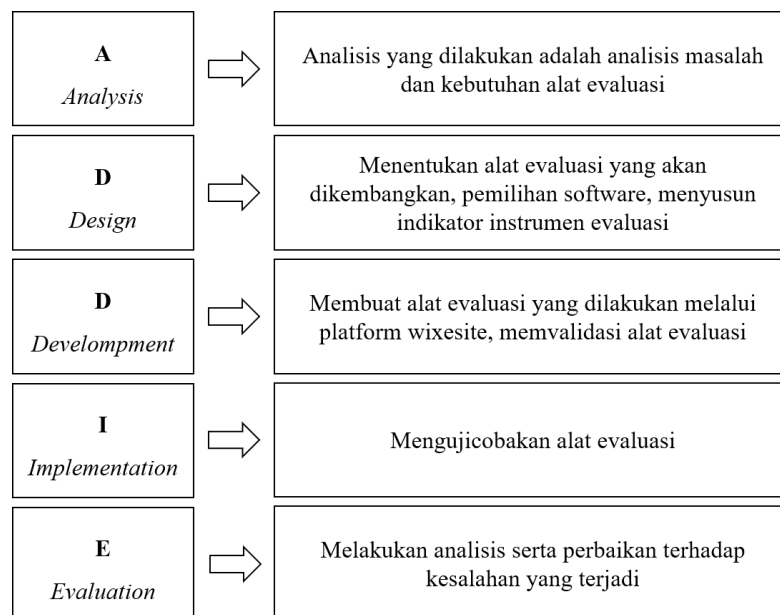 A
Analysis
Analisis yang dilakukan adalah analisis masalah
dan kebutuhan alat evaluasi
D
Design
Menentukan alat evaluasi yang akan
dikembangkan, pemilihan software, menyusun
indikator instrumen evaluasi
D
Develompment
Membuat alat evaluasi yang dilakukan melalui
platform wixesite, memvalidasi alat evaluasi
I
Implementation
Mengujicobakan alat evaluasi
E
Evaluation
Melakukan analisis serta perbaikan terhadap
kesalahan yang terjadi